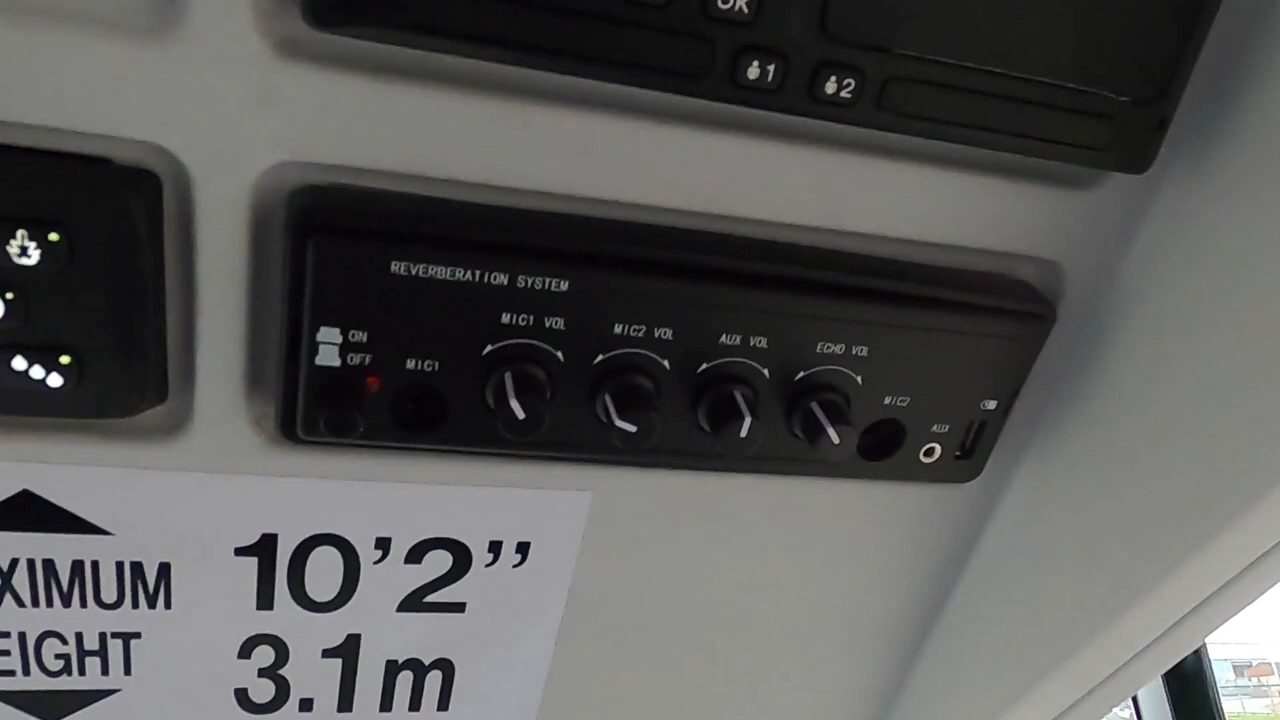 OK
1 2
REVERBERATION SYSTEM
MIC1 VOL MIC2 VOL AUX VOL ECHO VOL
ON
OFF
MIC1
MIC2
AUX
XIMUM 10’2”
EIGHT 3.1m